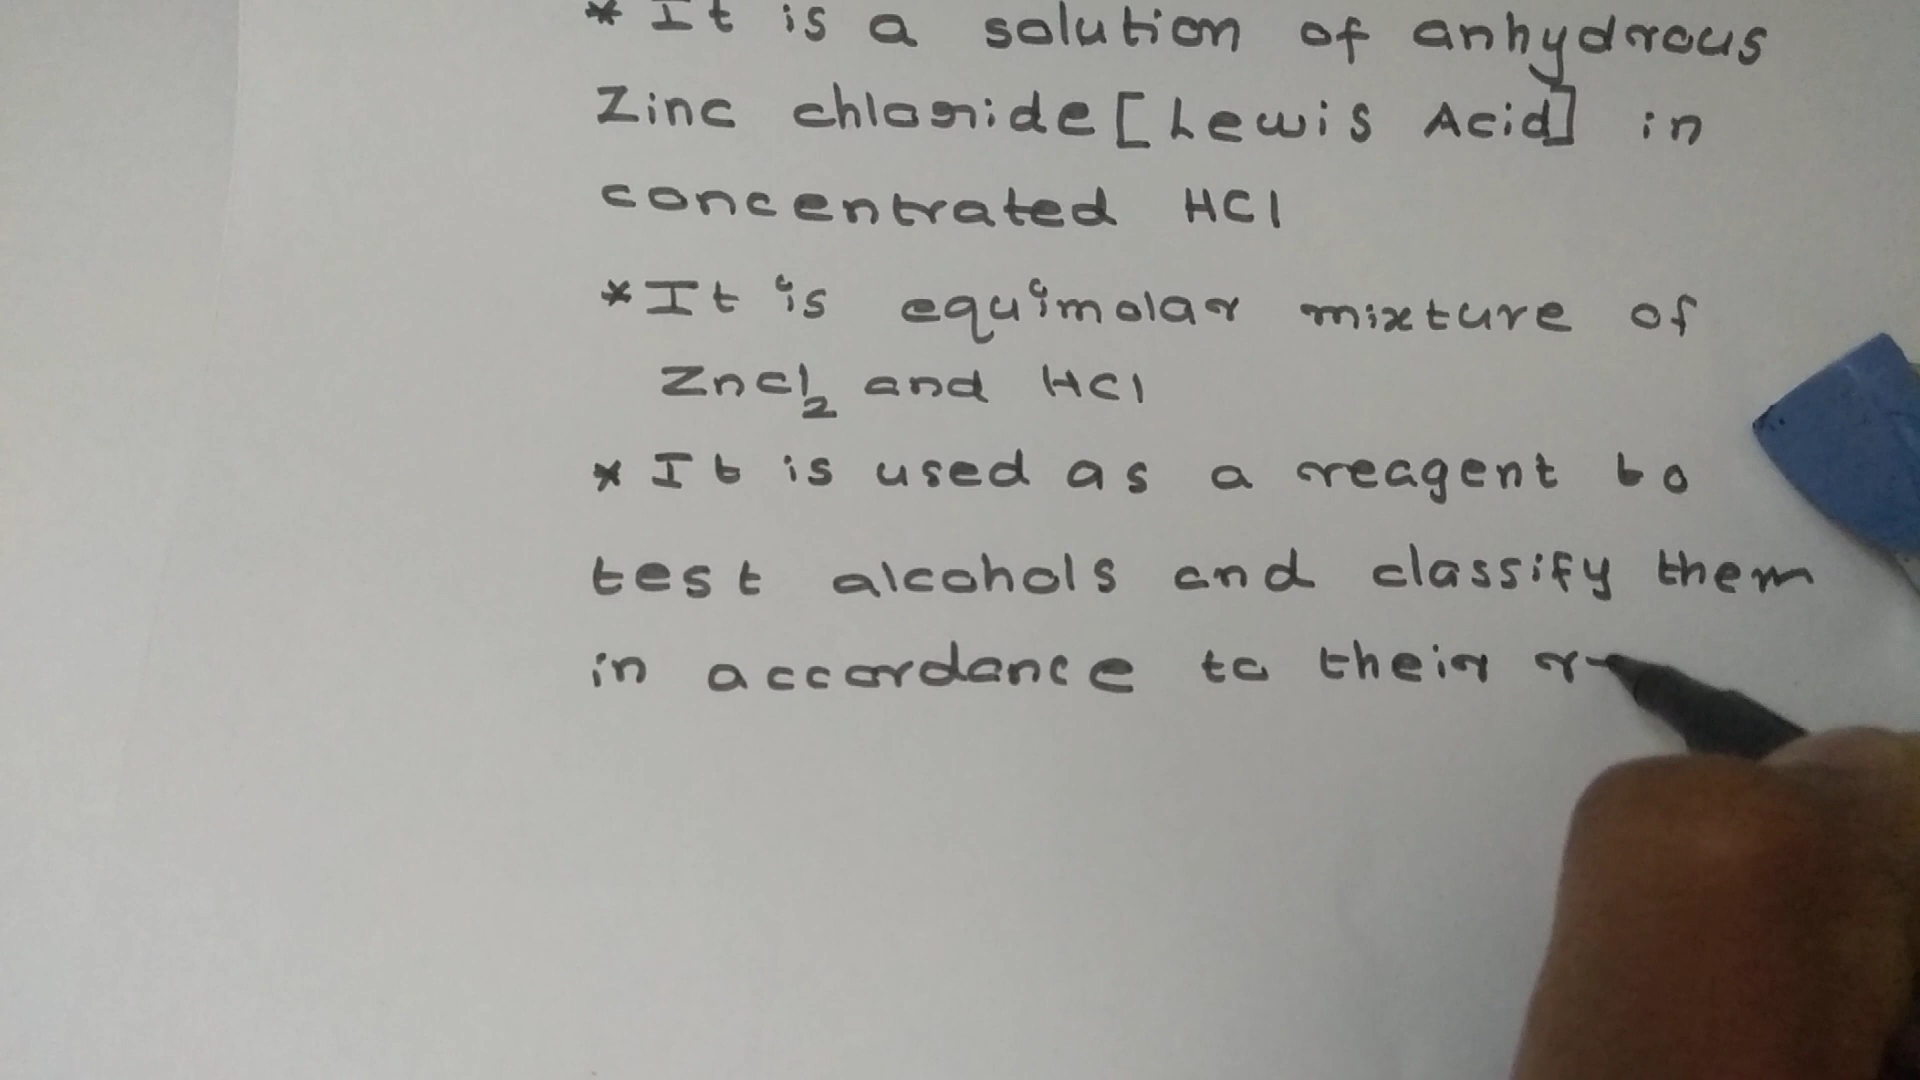 * It is a solution of anhydrous
Zinc chloride [Lewis Acid] in
concentrated HCl
* It is equimolar mixture of
ZnCl2 and HCl
* It is used as a reagent to
test alcohols and classify them
in accordance to their